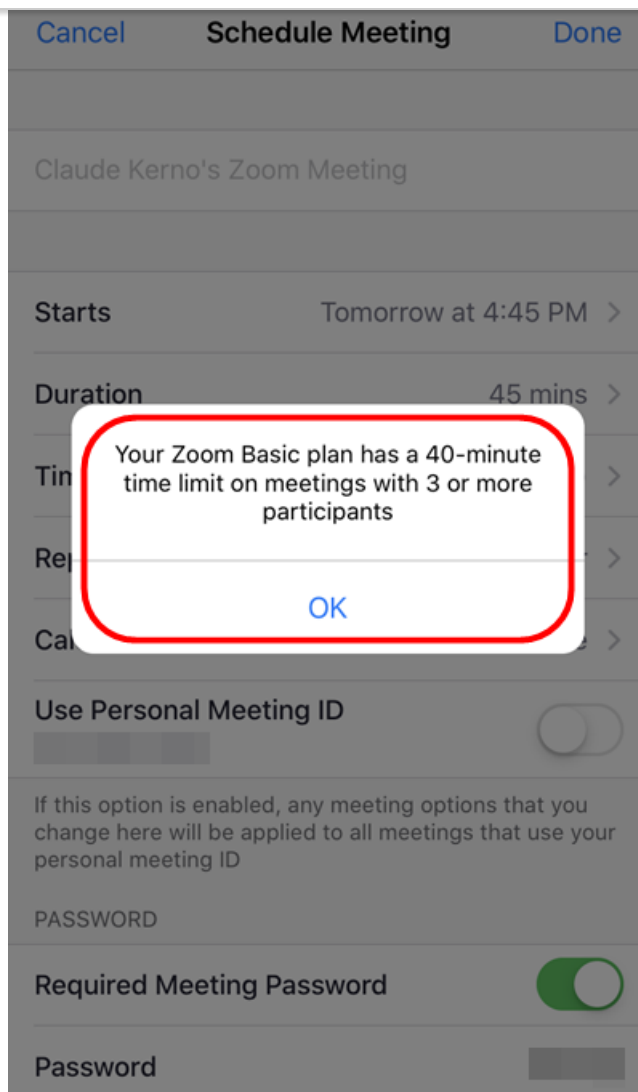 Cancel Schedule Meeting Done
Claude Kerno's Zoom Meeting
Starts Tomorrow at 4:45 PM
Duration 45 mins
Your Zoom Basic plan has a 40-minute
time limit on meetings with 3 or more
participants
OK
Use Personal Meeting ID
If this option is enabled, any meeting options that you
change here will be applied to all meetings that use your
personal meeting ID
PASSWORD
Required Meeting Password
Password